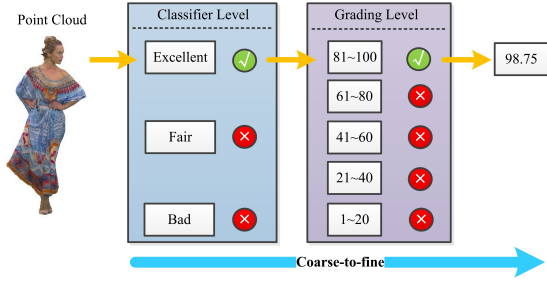 Point Cloud
Classifier Level
Grading Level
Excellent
81~100
98.75
61~80
Fair
41~60
21~40
Bad
1~20
Coarse-to-fine